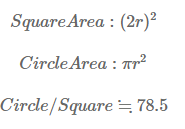 SquareArea : (2r)²
CircleArea : πr²
Circle/Square ≒ 78.5